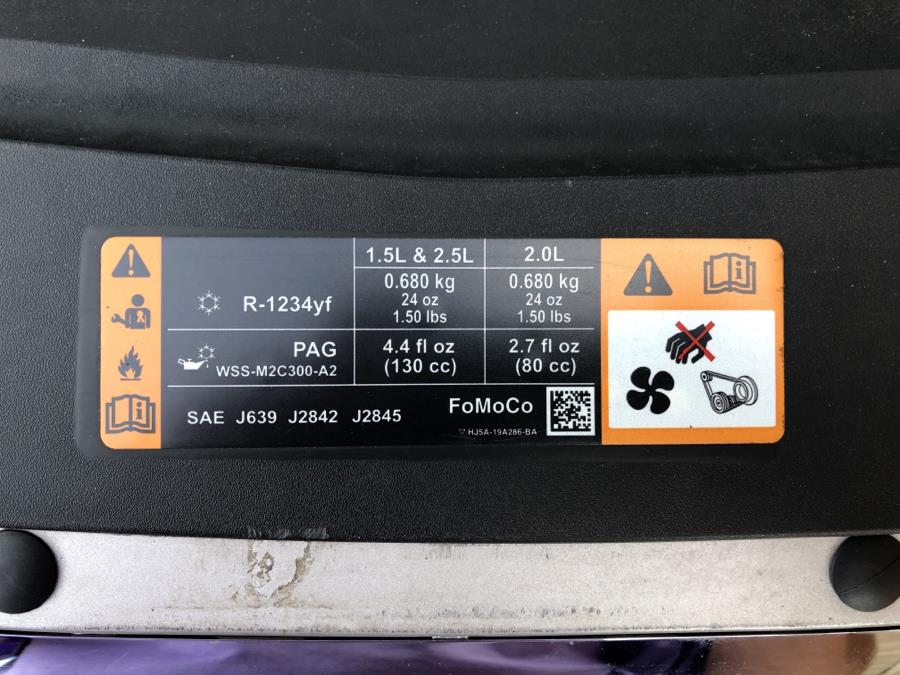 1.5L & 2.5L 2.0L
R-1234yf 0.680 kg 0.680 kg
24 oz 24 oz
1.50 lbs 1.50 lbs
PAG 4.4 fl oz 2.7 fl oz
WSS-M2C300-A2 (130 cc) (80 cc)
SAE J639 J2842 J2845 FoMoCo
HJ5A-19A286-BA